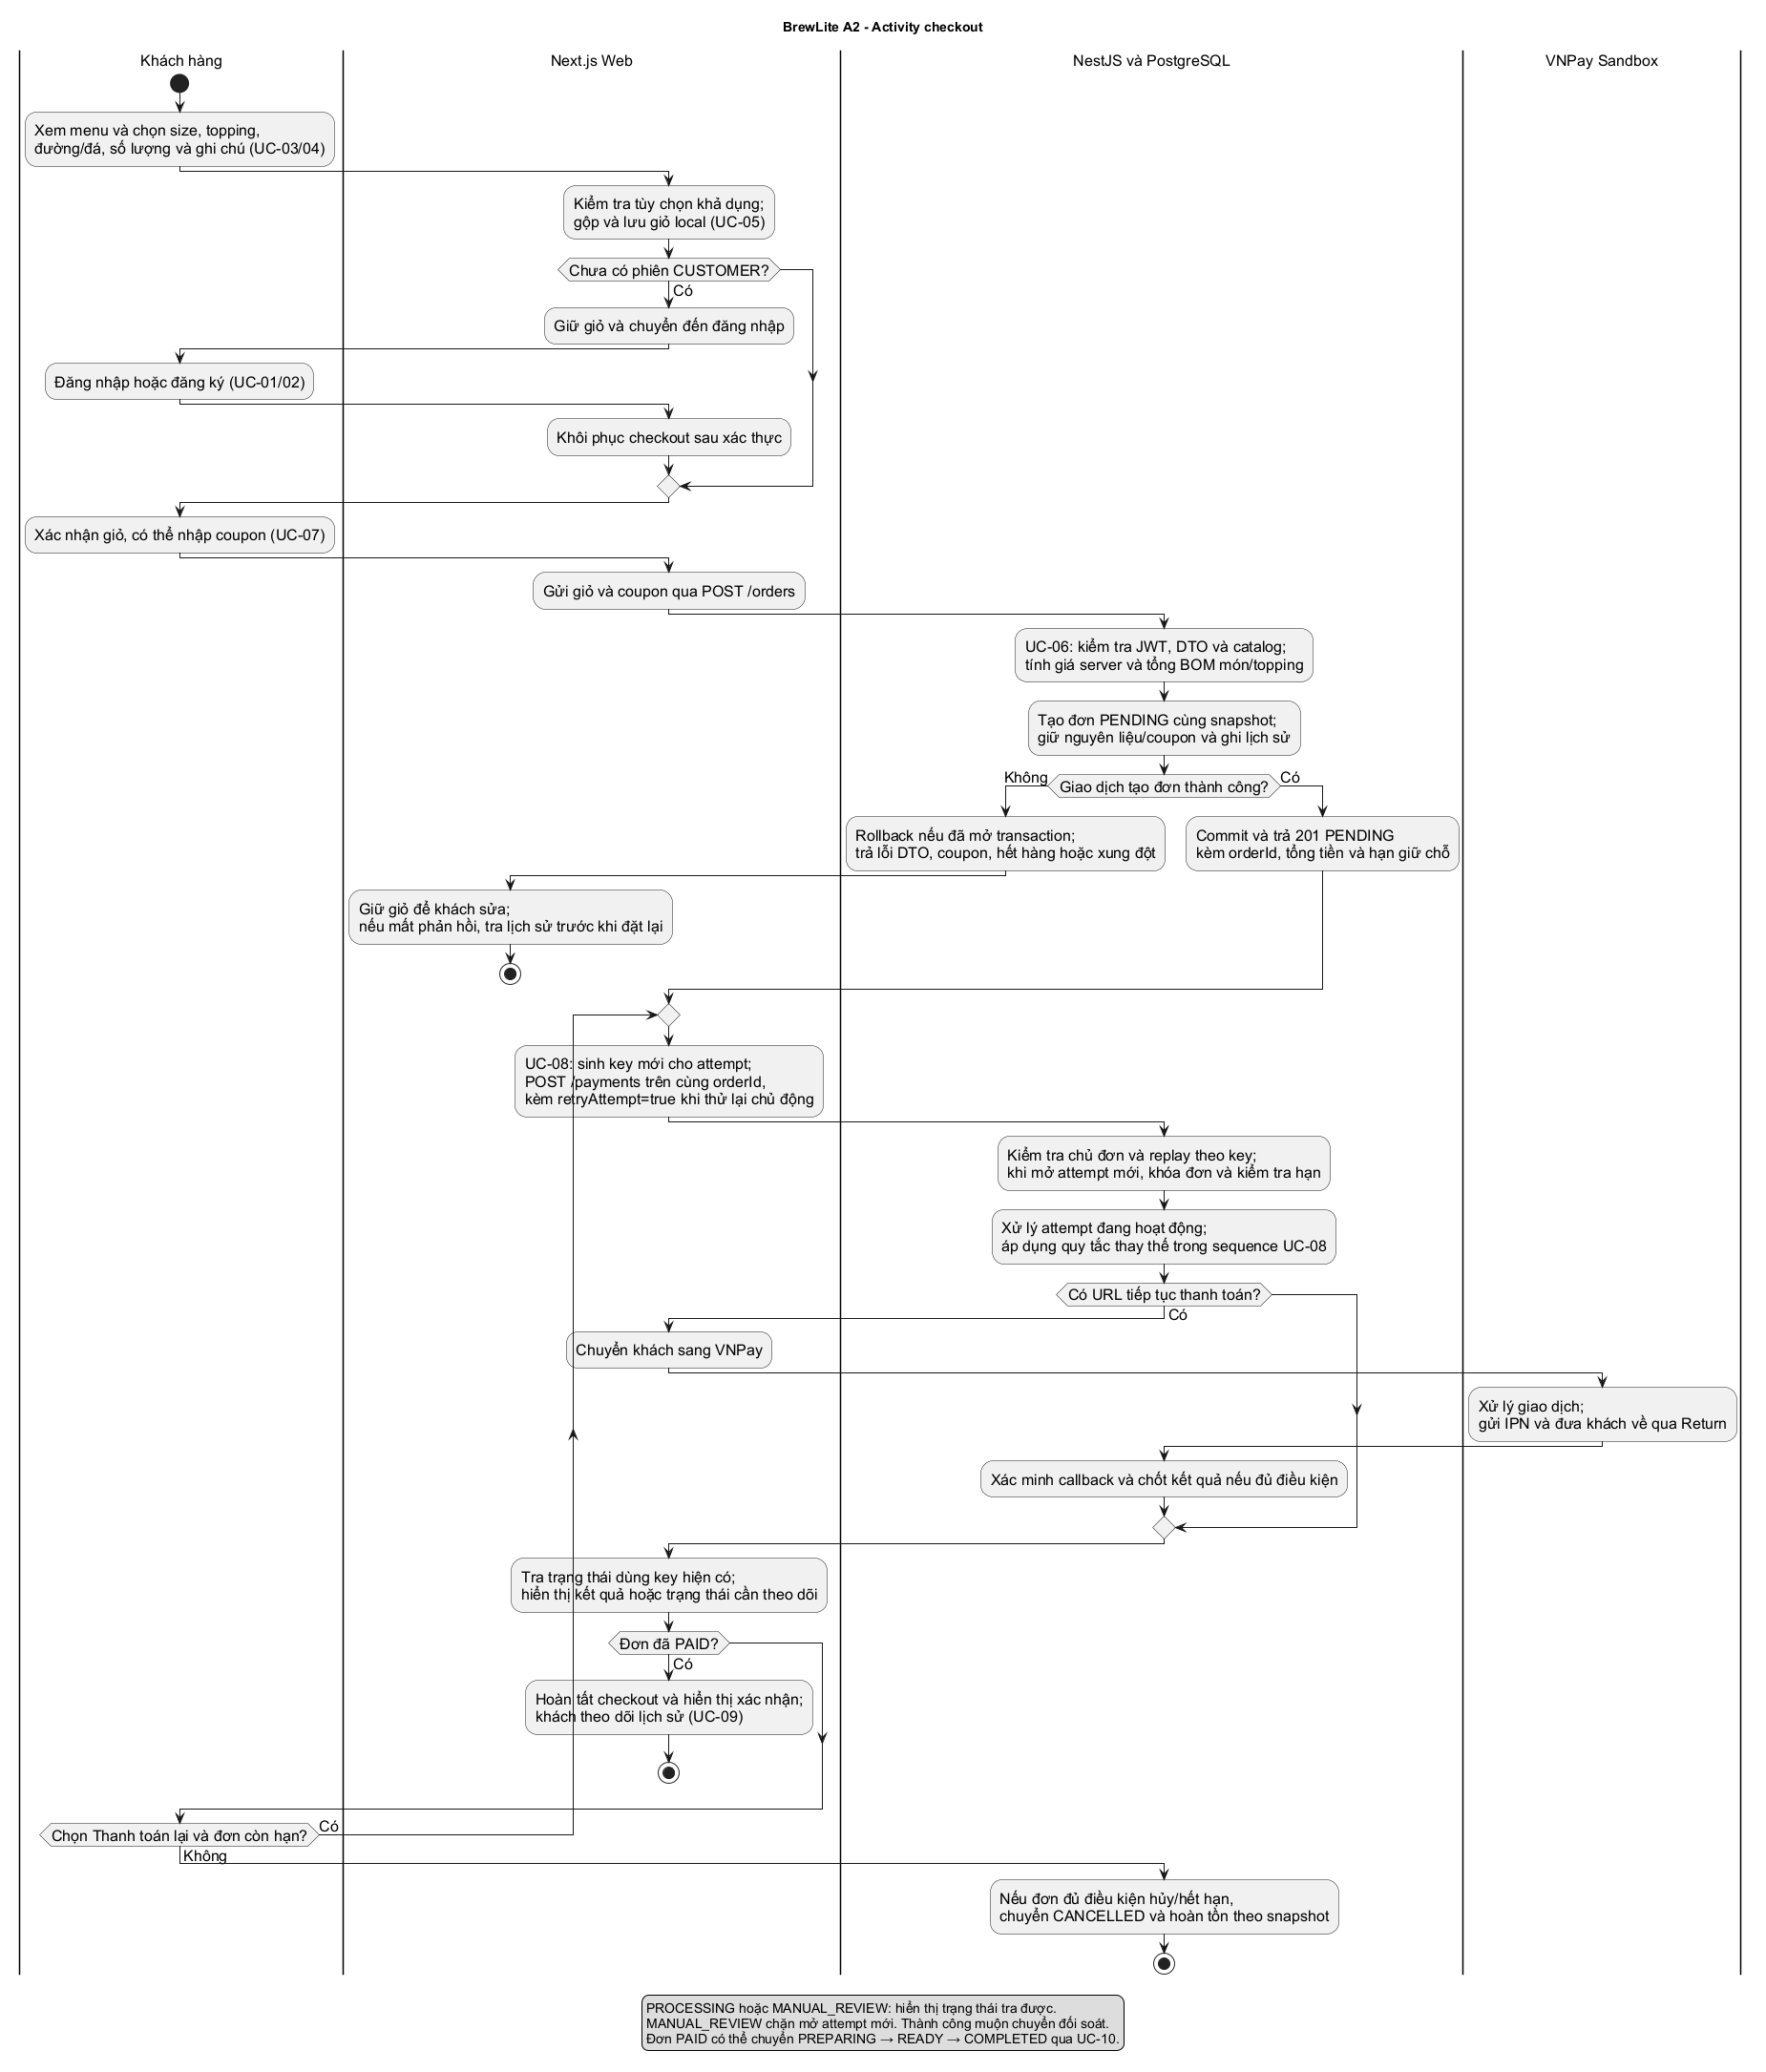 BrewLite A2 - Activity checkout
Khách hàng
Next.js Web
NestJS và PostgreSQL
VNPay Sandbox
Xem menu và chọn size, topping,
đường/đá, số lượng và ghi chú (UC-03/04)
Kiểm tra tùy chọn khả dụng;
gộp và lưu giỏ local (UC-05)
Chưa có phiên CUSTOMER?
Có
Giữ giỏ và chuyển đến đăng nhập
Đăng nhập hoặc đăng ký (UC-01/02)
Khôi phục checkout sau xác thực
Xác nhận giỏ, có thể nhập coupon (UC-07)
Gửi giỏ và coupon qua POST /orders
UC-06: kiểm tra JWT, DTO và catalog;
tính giá server và tổng BOM món/topping
Tạo đơn PENDING cùng snapshot;
giữ nguyên liệu/coupon và ghi lịch sử
Không
Giao dịch tạo đơn thành công?
Có
Rollback nếu đã mở transaction;
trả lỗi DTO, coupon, hết hàng hoặc xung đột
Commit và trả 201 PENDING
kèm orderId, tổng tiền và hạn giữ chỗ
Giữ giỏ để khách sửa;
nếu mất phản hồi, tra lịch sử trước khi đặt lại
UC-08: sinh key mới cho attempt;
POST /payments trên cùng orderId,
kèm retryAttempt=true khi thử lại chủ động
Kiểm tra chủ đơn và replay theo key;
khi mở attempt mới, khóa đơn và kiểm tra hạn
Xử lý attempt đang hoạt động;
áp dụng quy tắc thay thế trong sequence UC-08
Có URL tiếp tục thanh toán?
Có
Chuyển khách sang VNPay
Xử lý giao dịch;
gửi IPN và đưa khách về qua Return
Xác minh callback và chốt kết quả nếu đủ điều kiện
Tra trạng thái dùng key hiện có;
hiển thị kết quả hoặc trạng thái cần theo dõi
Đơn đã PAID?
Có
Hoàn tất checkout và hiển thị xác nhận;
khách theo dõi lịch sử (UC-09)
Chọn Thanh toán lại và đơn còn hạn?
Có
Không
Nếu đơn đủ điều kiện hủy/hết hạn,
chuyển CANCELLED và hoàn tồn theo snapshot
PROCESSING hoặc MANUAL_REVIEW: hiển thị trạng thái tra được.
MANUAL_REVIEW chặn mở attempt mới. Thành công muộn chuyển đối soát.
Đơn PAID có thể chuyển PREPARING → READY → COMPLETED qua UC-10.